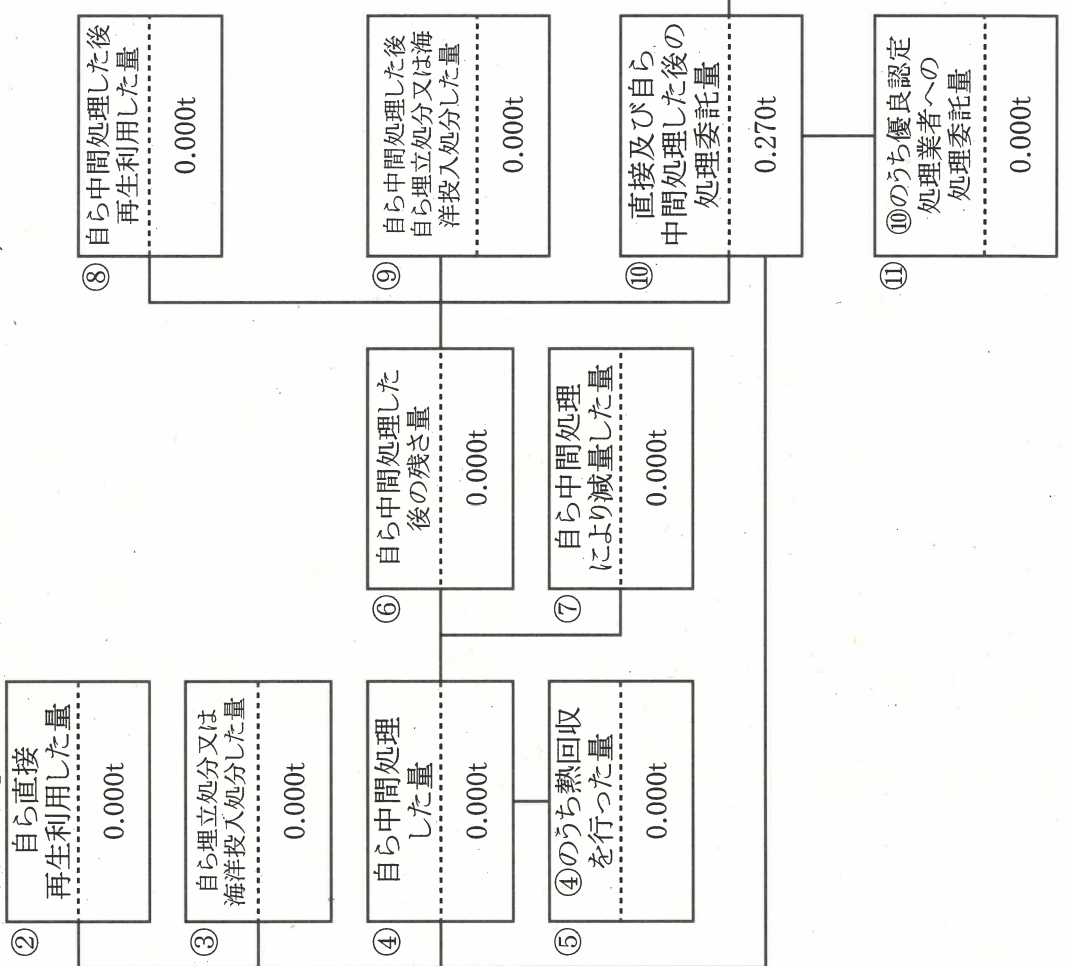 ②
自ら直接
再生利用した量
0.000t
③
自ら埋立処分又は
海洋投入処分した量
0.000t
④
自ら中間処理
した量
0.000t
⑤
④のうち熱回収
を行った量
0.000t
⑥
自ら中間処理した
後の残さ量
0.000t
⑦
自ら中間処理
により減量した量
0.000t
⑧
自ら中間処理した後
再生利用した量
0.000t
⑨
自ら中間処理した後
自ら埋立処分又は海
洋投入処分した量
0.000t
⑩
直接及び自ら
中間処理した後の
処理委託量
0.270t
⑪
⑩のうち優良認定
処理業者への
処理委託量
0.000t